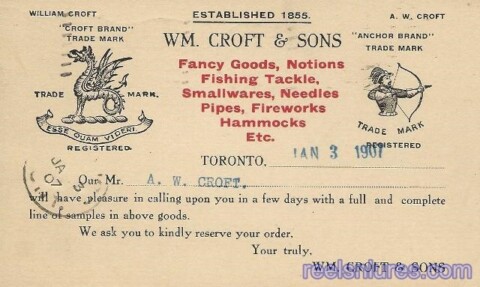 WILLIAM CROFT
ESTABLISHED 1855.
A. W. CROFT
"CROFT BRAND"
TRADE MARK
"ANCHOR BRAND"
TRADE MARK
WM. CROFT & SONS
Fancy Goods, Notions
Fishing Tackle,
Smallwares, Needles
Pipes, Fireworks
Hammocks
Etc.
TRADE MARK.
ESSE QUAM VIDERI
REGISTERED.
TRADE MARK
REGISTERED
TORONTO. JAN 3 1907
JA 3
07
Our Mr. A. W. CROFT.
will have pleasure in calling upon you in a few days with a full and complete
line of samples in above goods.
We ask you to kindly reserve your order.
Your truly.
WM. CROFT & SONS
reelsnlures.com